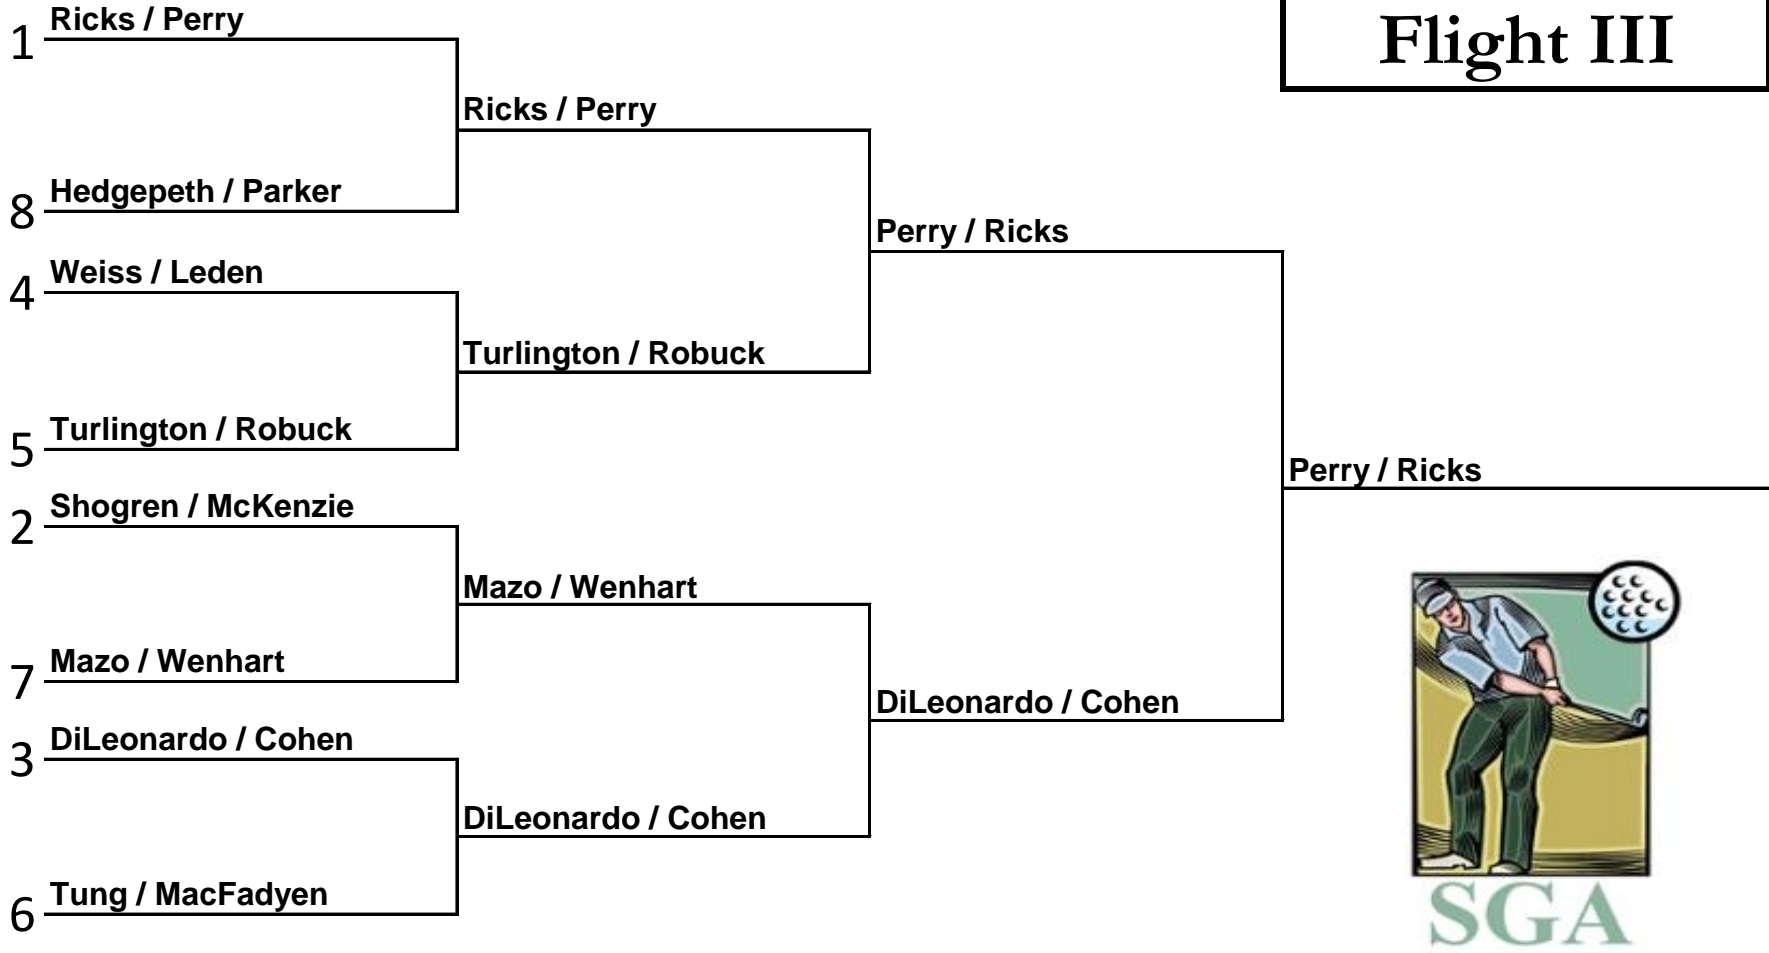 Flight III
1 Ricks / Perry
8 Hedgepeth / Parker
4 Weiss / Leden
5 Turlington / Robuck
2 Shogren / McKenzie
7 Mazo / Wenhart
3 DiLeonardo / Cohen
6 Tung / MacFadyen
Ricks / Perry
Turlington / Robuck
Mazo / Wenhart
DiLeonardo / Cohen
Perry / Ricks
DiLeonardo / Cohen
Perry / Ricks
SGA